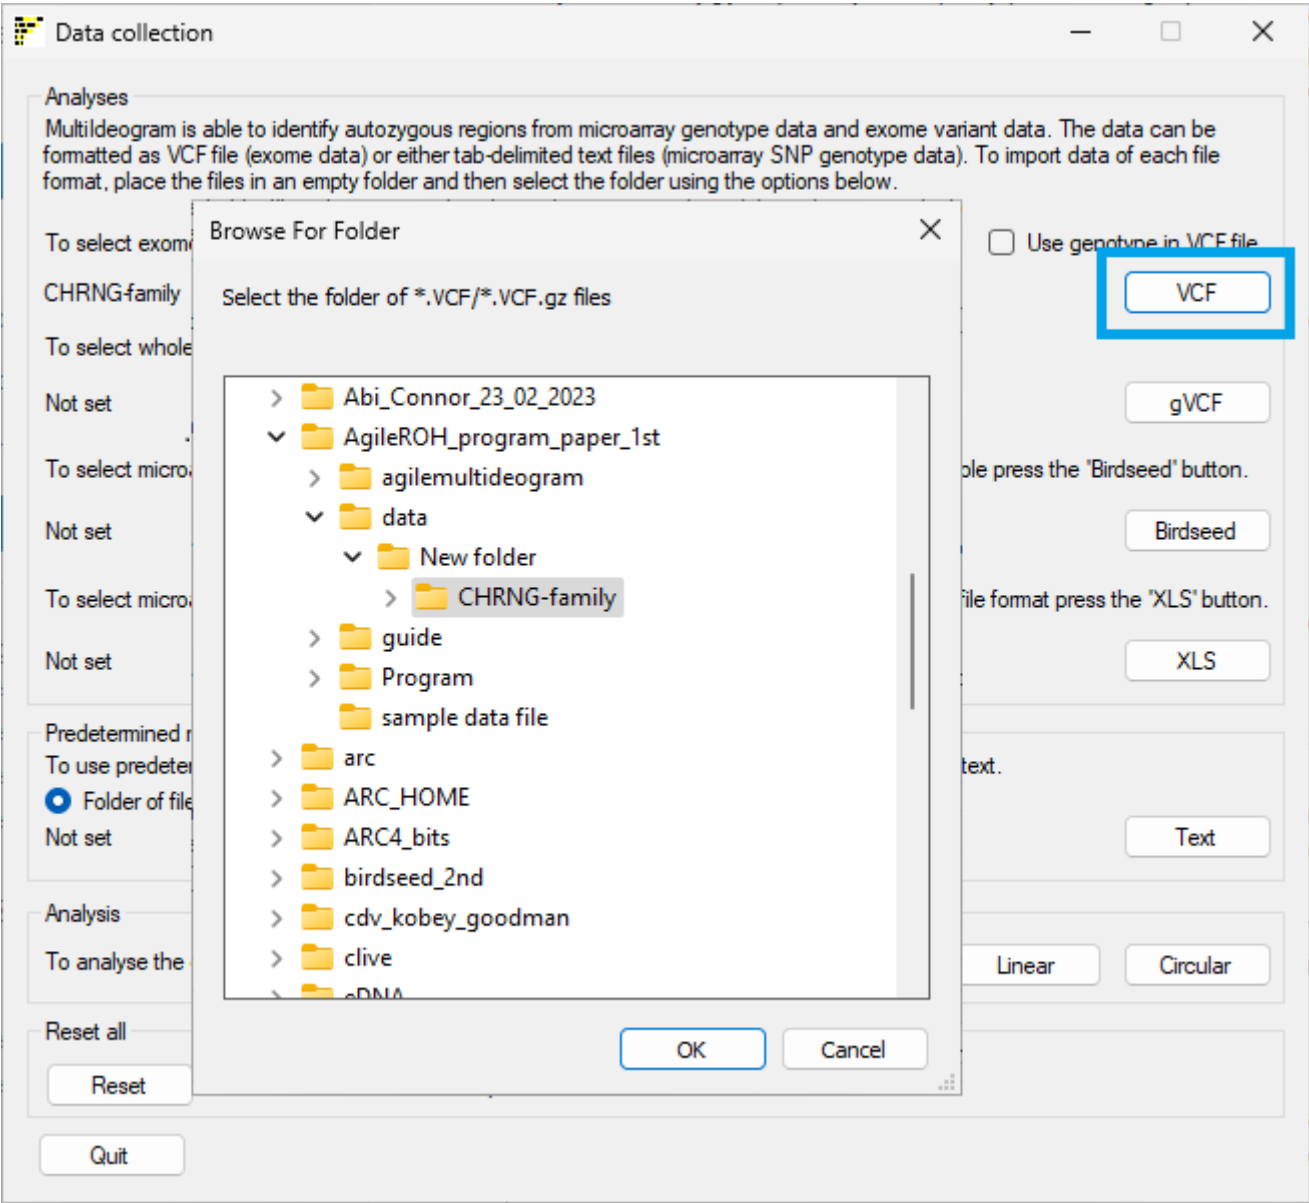 Data collection
Analyses
MultiIdeogram is able to identify autozygous regions from microarray genotype data and exome variant data. The data can be
formatted as VCF file (exome data) or either tab-delimited text files (microarray SNP genotype data). To import data of each file
format, place the files in an empty folder and then select the folder using the options below.
To select exome
Use genotype in VCF file
CHRNG-family
VCF
To select whole
Not set
gVCF
To select micro
ple press the 'Birdseed' button.
Not set
Birdseed
To select micro
file format press the 'XLS' button.
Not set
XLS
Predetermined
To use predeter
text.
Folder of file
Not set
Text
Analysis
To analyse the
Linear
Circular
Reset all
Reset
Quit
Browse For Folder
Select the folder of *.VCF/*.VCF.gz files
Abi_Connor_23_02_2023
AgileROH_program_paper_1st
agilemultideogram
data
New folder
CHRNG-family
guide
Program
sample data file
arc
ARC_HOME
ARC4_bits
birdseed_2nd
cdv_kobey_goodman
clive
eDNA
OK
Cancel